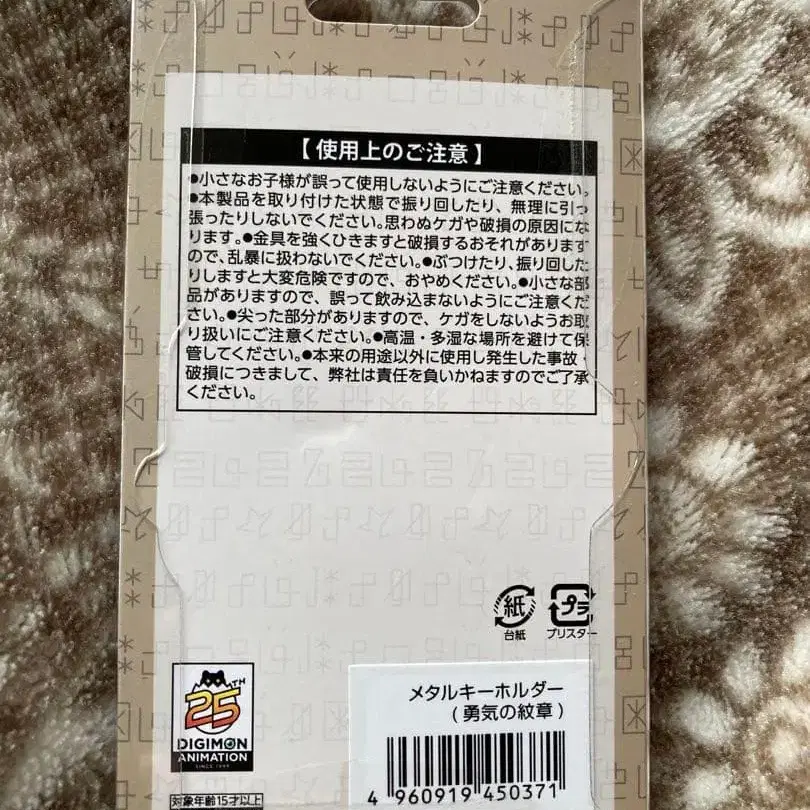 【使用上のご注意】
●小さなお子様が誤って使用しないようにご注意ください。
●本製品を取り付けた状態で振り回したり、無理に引っ
張ったりしないでください。思わぬケガや破損の原因にな
ります。●金具を強くひきますと破損するおそれがあります
ので、乱暴に扱わないでください。●ぶつけたり、振り回した
りしますと大変危険ですので、おやめください。●小さな部
品がありますので、誤って飲み込まないようにご注意くだ
さい。●尖った部分がありますので、ケガをしないようお取
り扱いにご注意ください。●高温・多湿な場所を避けて保
管してください。●本来の用途以外に使用し発生した事故・
破損につきまして、弊社は責任を負いかねますのでご了承
ください。
紙
台紙
プラ
ブリスター
25TH
DIGIMON
ANIMATION
SINCE 1999
対象年齢15才以上
メタルキーホルダー
(勇気の紋章)
4 960919 450371